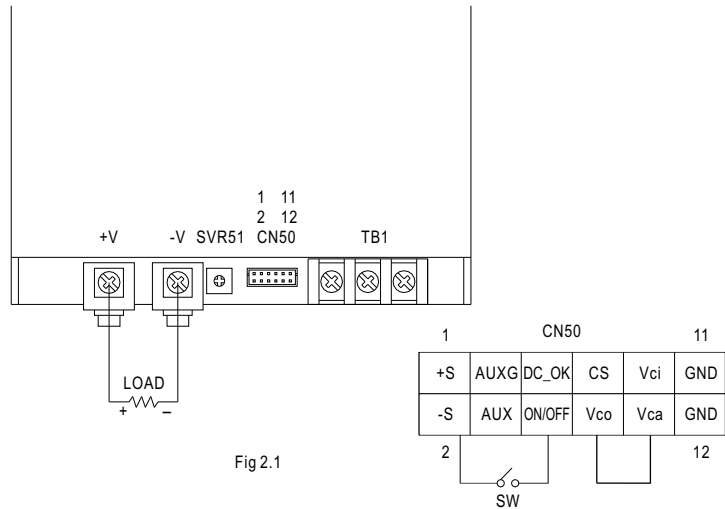 1 11
2 12
+V -V SVR51 CN50 TB1
LOAD
+ −
1 CN50 11
+S AUXG DC_OK CS Vci GND
-S AUX ON/OFF Vco Vca GND
2 12
SW
Fig 2.1